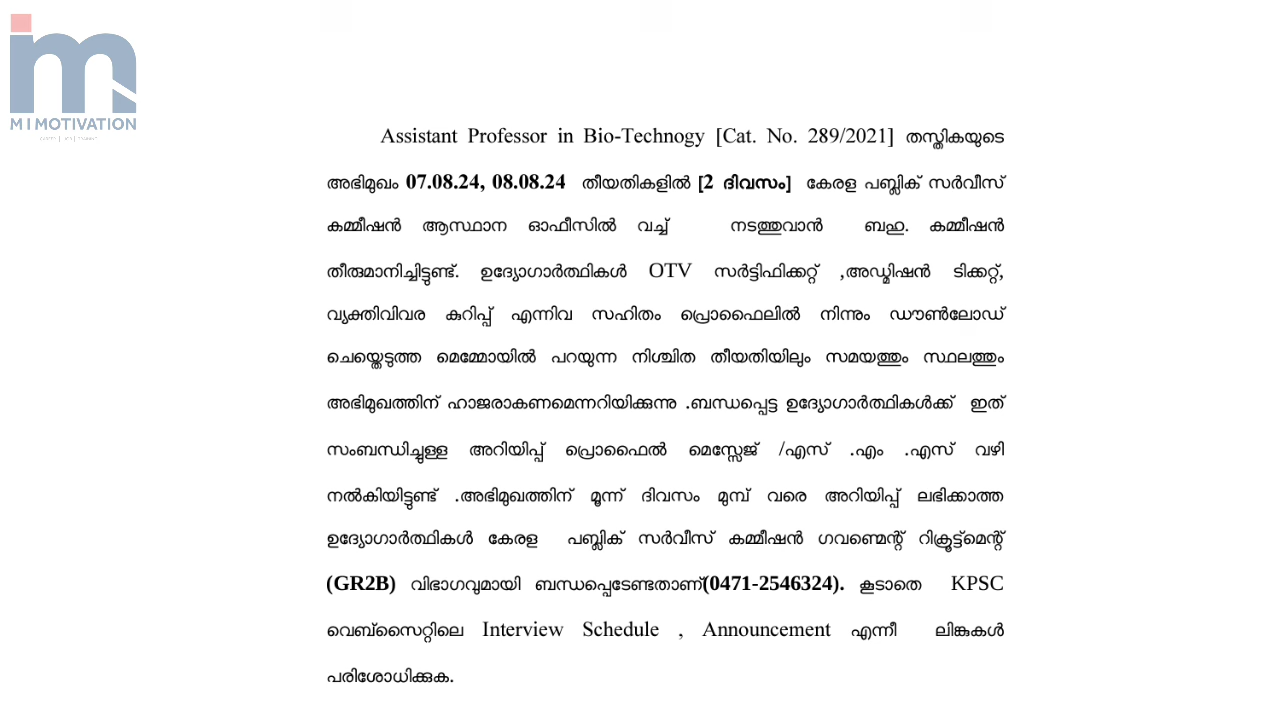 M I MOTIVATION
Assistant Professor in Bio-Technogy [Cat. No. 289/2021] തസ്തികയുടെ
അഭിമുഖം 07.08.24, 08.08.24 തീയതികളിൽ [2 ദിവസം] കേരള പബ്ലിക് സർവീസ്
കമ്മീഷൻ ആസ്ഥാന ഓഫീസിൽ വച്ച് നടത്തുവാൻ ബഹു. കമ്മീഷൻ
തീരുമാനിച്ചിട്ടുണ്ട്. ഉദ്യോഗാർത്ഥികൾ OTV സർട്ടിഫിക്കറ്റ് ,അഡ്മിഷൻ ടിക്കറ്റ്,
വ്യക്തിവിവര കുറിപ്പ് എന്നിവ സഹിതം പ്രൊഫൈലിൽ നിന്നും ഡൗൺലോഡ്
ചെയ്തെടുത്ത മെമ്മോയിൽ പറയുന്ന നിശ്ചിത തീയതിയിലും സമയത്തും സ്ഥലത്തും
അഭിമുഖത്തിന് ഹാജരാകണമെന്നറിയിക്കുന്നു .ബന്ധപ്പെട്ട ഉദ്യോഗാർത്ഥികൾക്ക് ഇത്
സംബന്ധിച്ചുള്ള അറിയിപ്പ് പ്രൊഫൈൽ മെസ്സേജ് /എസ് .എം .എസ് വഴി
നൽകിയിട്ടുണ്ട് .അഭിമുഖത്തിന് മൂന്ന് ദിവസം മുമ്പ് വരെ അറിയിപ്പ് ലഭിക്കാത്ത
ഉദ്യോഗാർത്ഥികൾ കേരള പബ്ലിക് സർവീസ് കമ്മീഷൻ ഗവണ്മെന്റ് റിക്രൂട്ട്മെന്റ്
(GR2B) വിഭാഗവുമായി ബന്ധപ്പെടേണ്ടതാണ്(0471-2546324). കൂടാതെ KPSC
വെബ്സൈറ്റിലെ Interview Schedule , Announcement എന്നീ ലിങ്കുകൾ
പരിശോധിക്കുക.